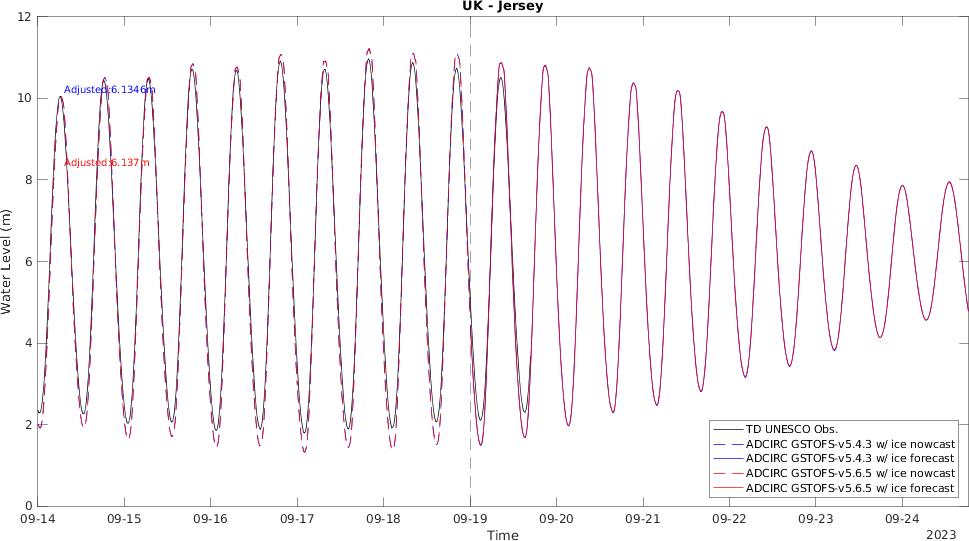 UK - Jersey
12
10
8
6
4
2
0
Water Level (m)
Adjusted:6.1346m
Adjusted:6.137m
TD UNESCO Obs.
ADCIRC GSTOFS-v5.4.3 w/ ice nowcast
ADCIRC GSTOFS-v5.4.3 w/ ice forecast
ADCIRC GSTOFS-v5.6.5 w/ ice nowcast
ADCIRC GSTOFS-v5.6.5 w/ ice forecast
09-14 09-15 09-16 09-17 09-18 09-19 09-20 09-21 09-22 09-23 09-24
Time
2023